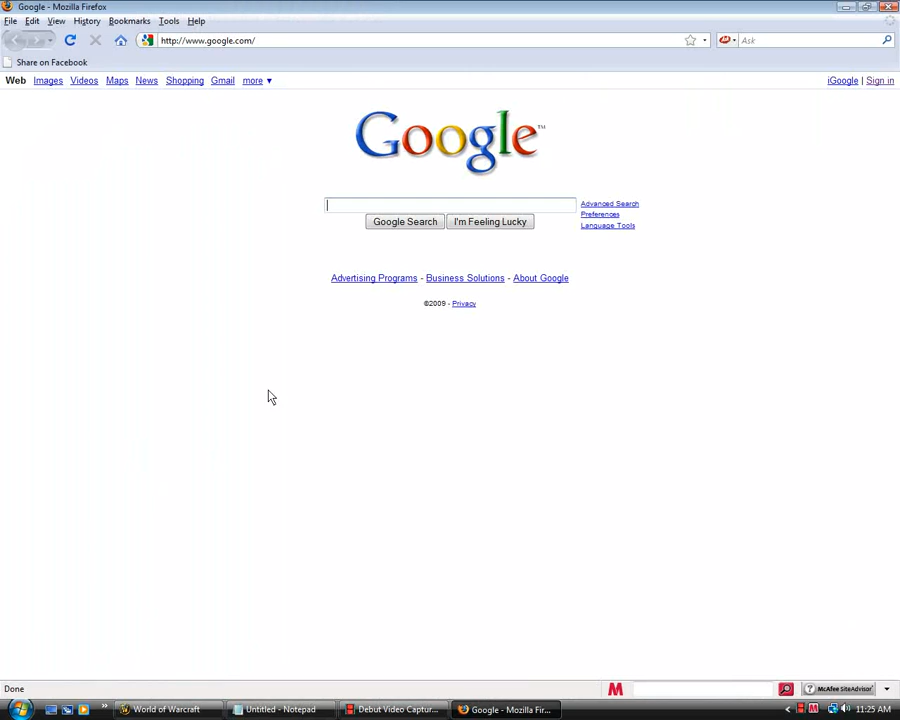 Google - Mozilla Firefox
File Edit View History Bookmarks Tools Help
http://www.google.com/ Ask
Share on Facebook
Web Images Videos Maps News Shopping Gmail more ▼ iGoogle | Sign in
Google™
Advanced Search
Preferences
Language Tools
Google Search I'm Feeling Lucky
Advertising Programs - Business Solutions - About Google
©2009 - Privacy
Done M McAfee SiteAdvisor
World of Warcraft Untitled - Notepad Debut Video Captur... Google - Mozilla Fir... 11:25 AM